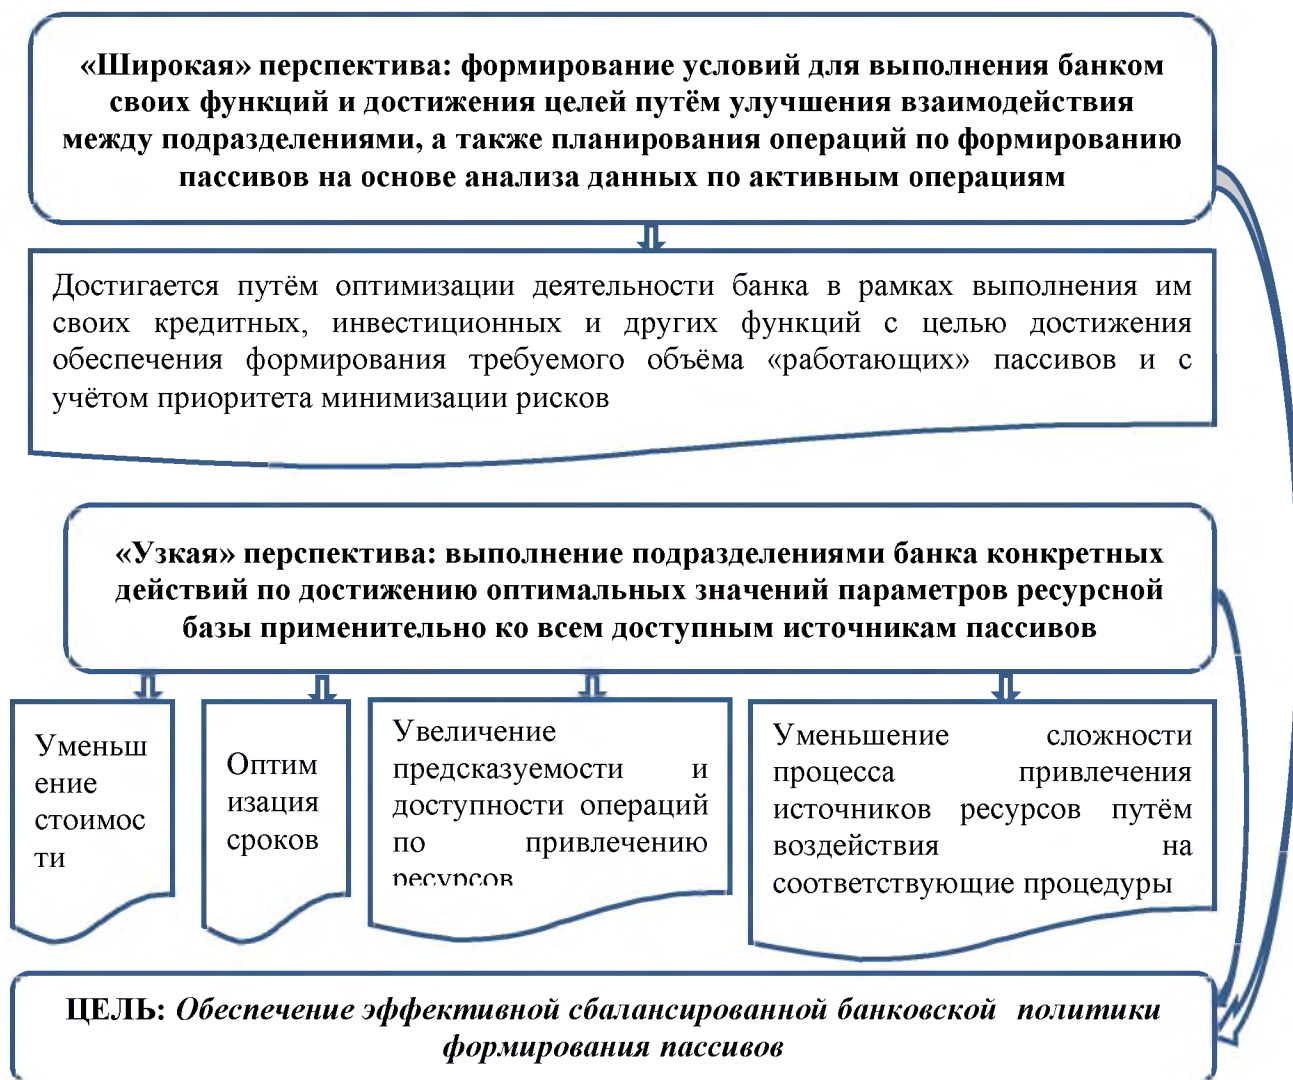 «Широкая» перспектива: формирование условий для выполнения банком
своих функций и достижения целей путём улучшения взаимодействия
между подразделениями, а также планирования операций по формированию
пассивов на основе анализа данных по активным операциям
Достигается путём оптимизации деятельности банка в рамках выполнения им
своих кредитных, инвестиционных и других функций с целью достижения
обеспечения формирования требуемого объёма «работающих» пассивов и с
учётом приоритета минимизации рисков
«Узкая» перспектива: выполнение подразделениями банка конкретных
действий по достижению оптимальных значений параметров ресурсной
базы применительно ко всем доступным источникам пассивов
Уменьш
ение
стоимос
ти
Оптим
изация
сроков
Увеличение
предсказуемости и
доступности операций
по привлечению
ресурсов
Уменьшение сложности
процесса привлечения
источников ресурсов путём
воздействия на
соответствующие процедуры
ЦЕЛЬ: Обеспечение эффективной сбалансированной банковской политики
формирования пассивов